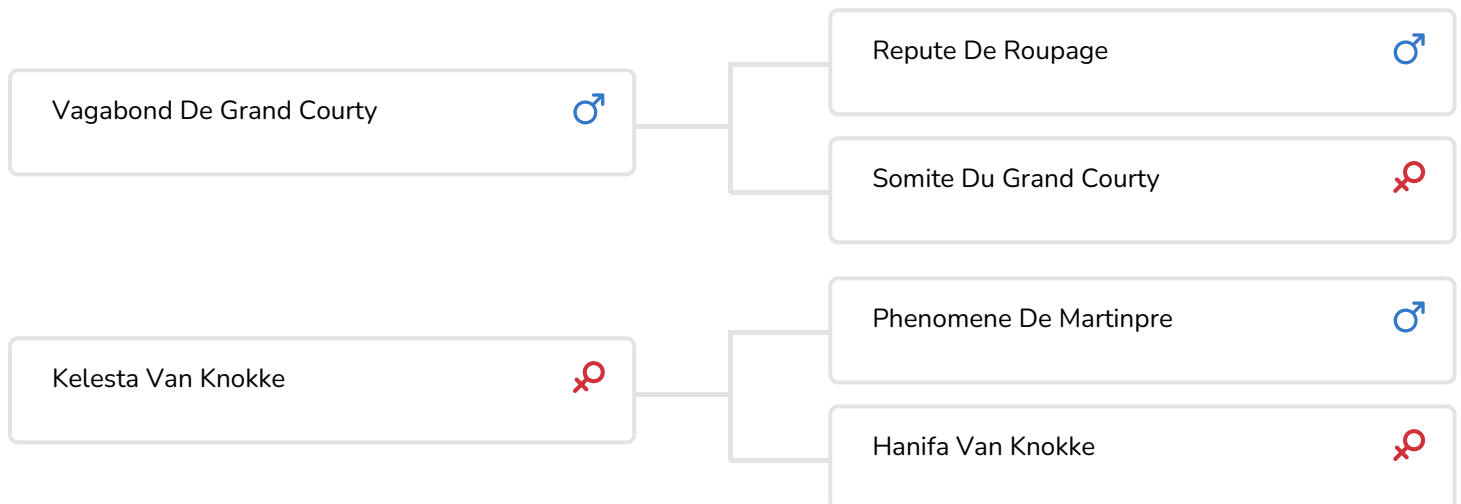 Repute De Roupage
Vagabond De Grand Courty
Somite Du Grand Courty
Phenomene De Martinpre
Kelesta Van Knokke
Hanifa Van Knokke